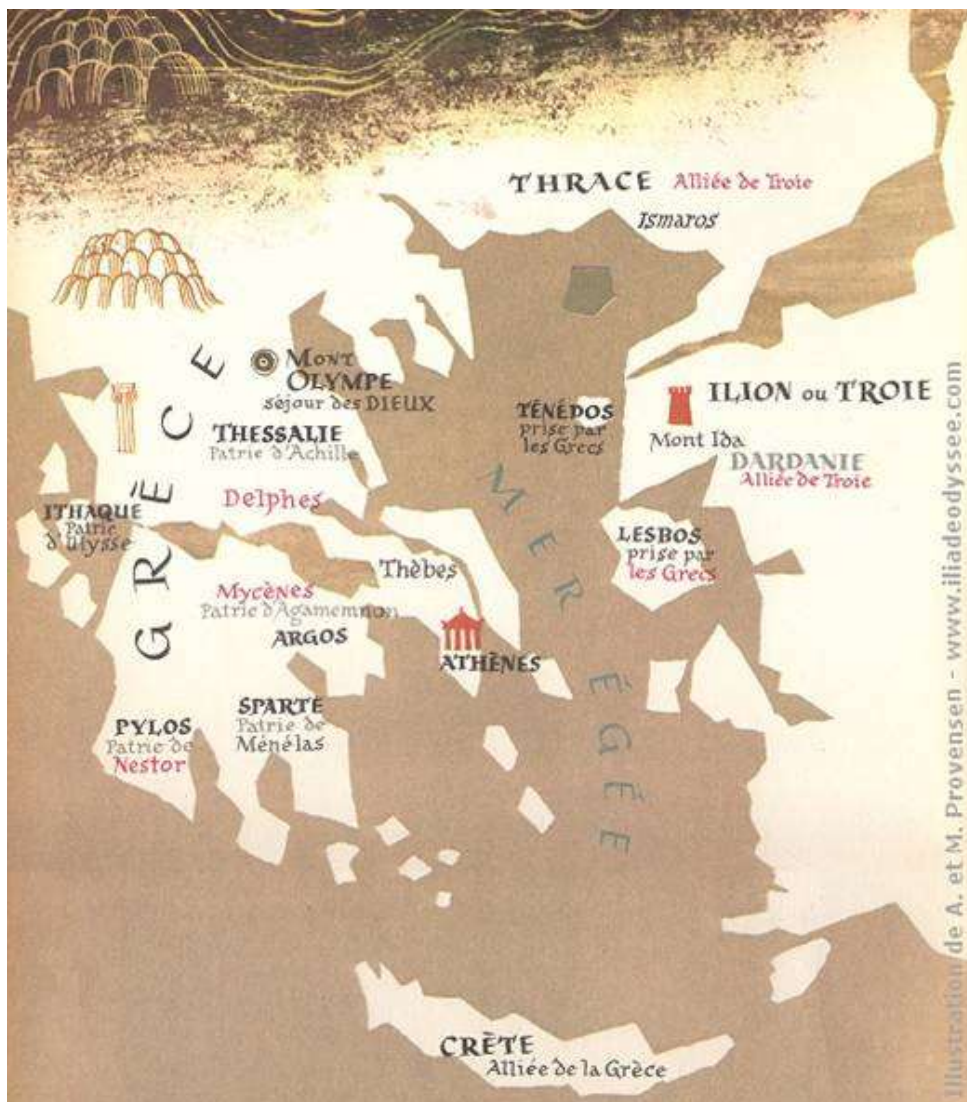 THRACE Alliée de Troie
Ismaros
GRÈCE
MONT
OLYMPE
séjour des DIEUX
THESSALIE
Patrie d'Achille
TÉNÉDOS
prise par
les Grecs
ILION ou TROIE
Mont Ida
DARDANIE
Alliée de Troie
Delphes
ITHAQUE
Patrie
d'Ulysse
MER ÉGÉE
LESBOS
prise par
les Grecs
Thèbes
Mycènes
Patrie d'Agamemnon
ARGOS
ATHÈNES
SPARTE
Patrie de
Ménélas
PYLOS
Patrie de
Nestor
CRÈTE
Alliée de la Grèce
Illustration de A. et M. Provensen - www.iliadeodyssee.com